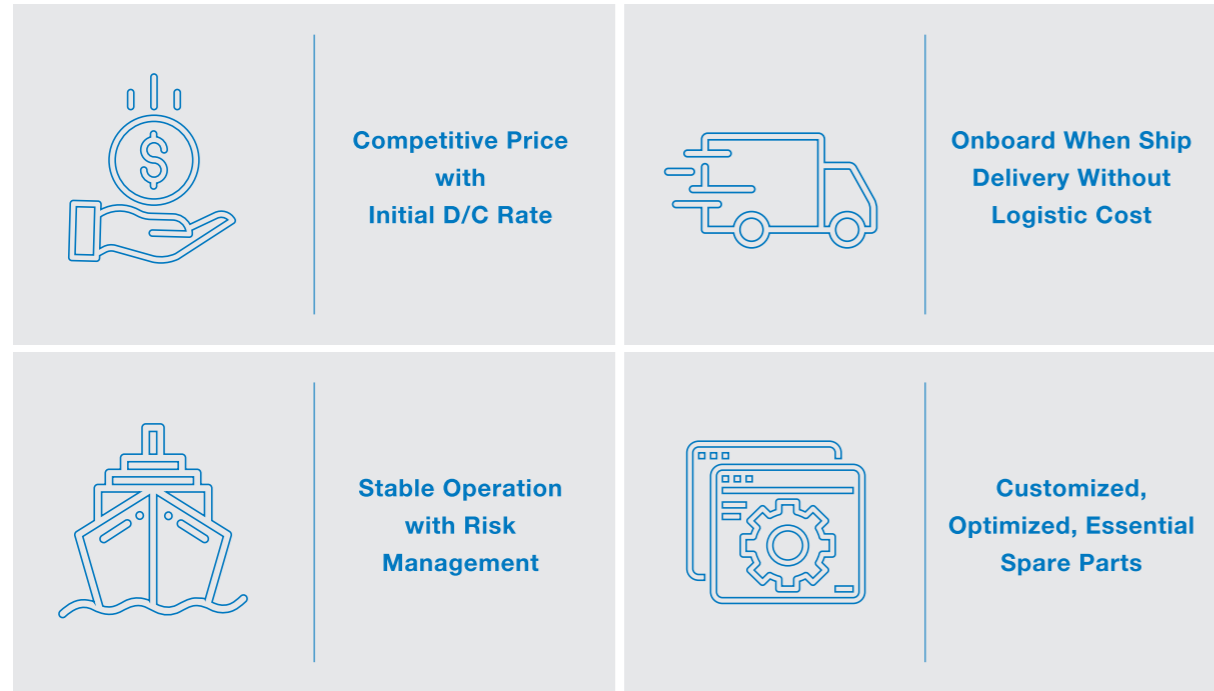 Competitive Price
with
Initial D/C Rate
Onboard When Ship
Delivery Without
Logistic Cost
Stable Operation
with Risk
Management
Customized,
Optimized, Essential
Spare Parts